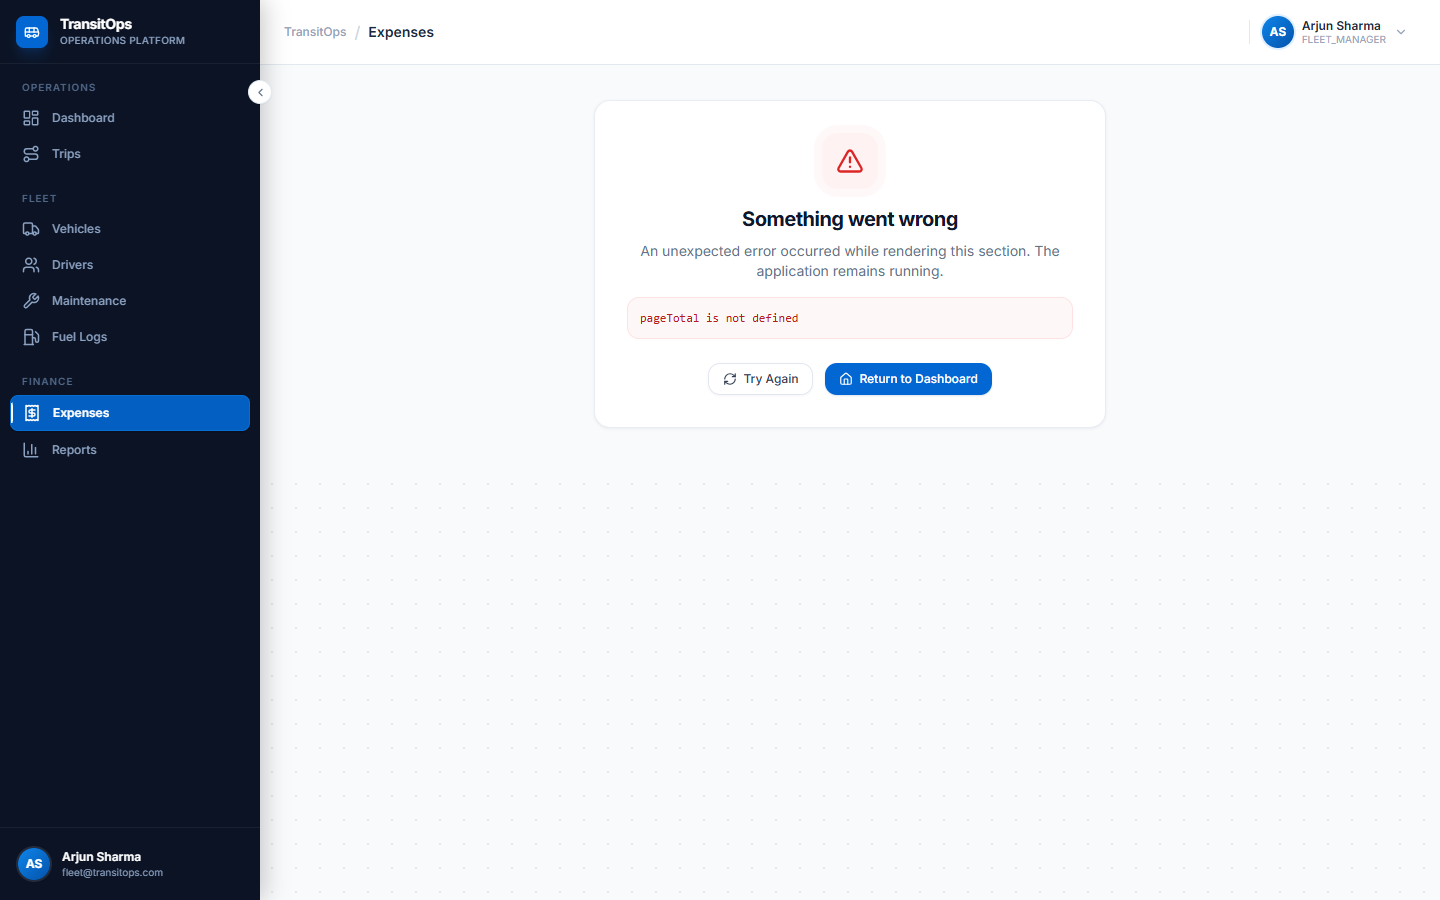 TransitOps
OPERATIONS PLATFORM
OPERATIONS
Dashboard
Trips
FLEET
Vehicles
Drivers
Maintenance
Fuel Logs
FINANCE
Expenses
Reports
AS
Arjun Sharma
fleet@transitops.com
TransitOps / Expenses
AS
Arjun Sharma
FLEET_MANAGER
Something went wrong
An unexpected error occurred while rendering this section. The
application remains running.
pageTotal is not defined
Try Again
Return to Dashboard